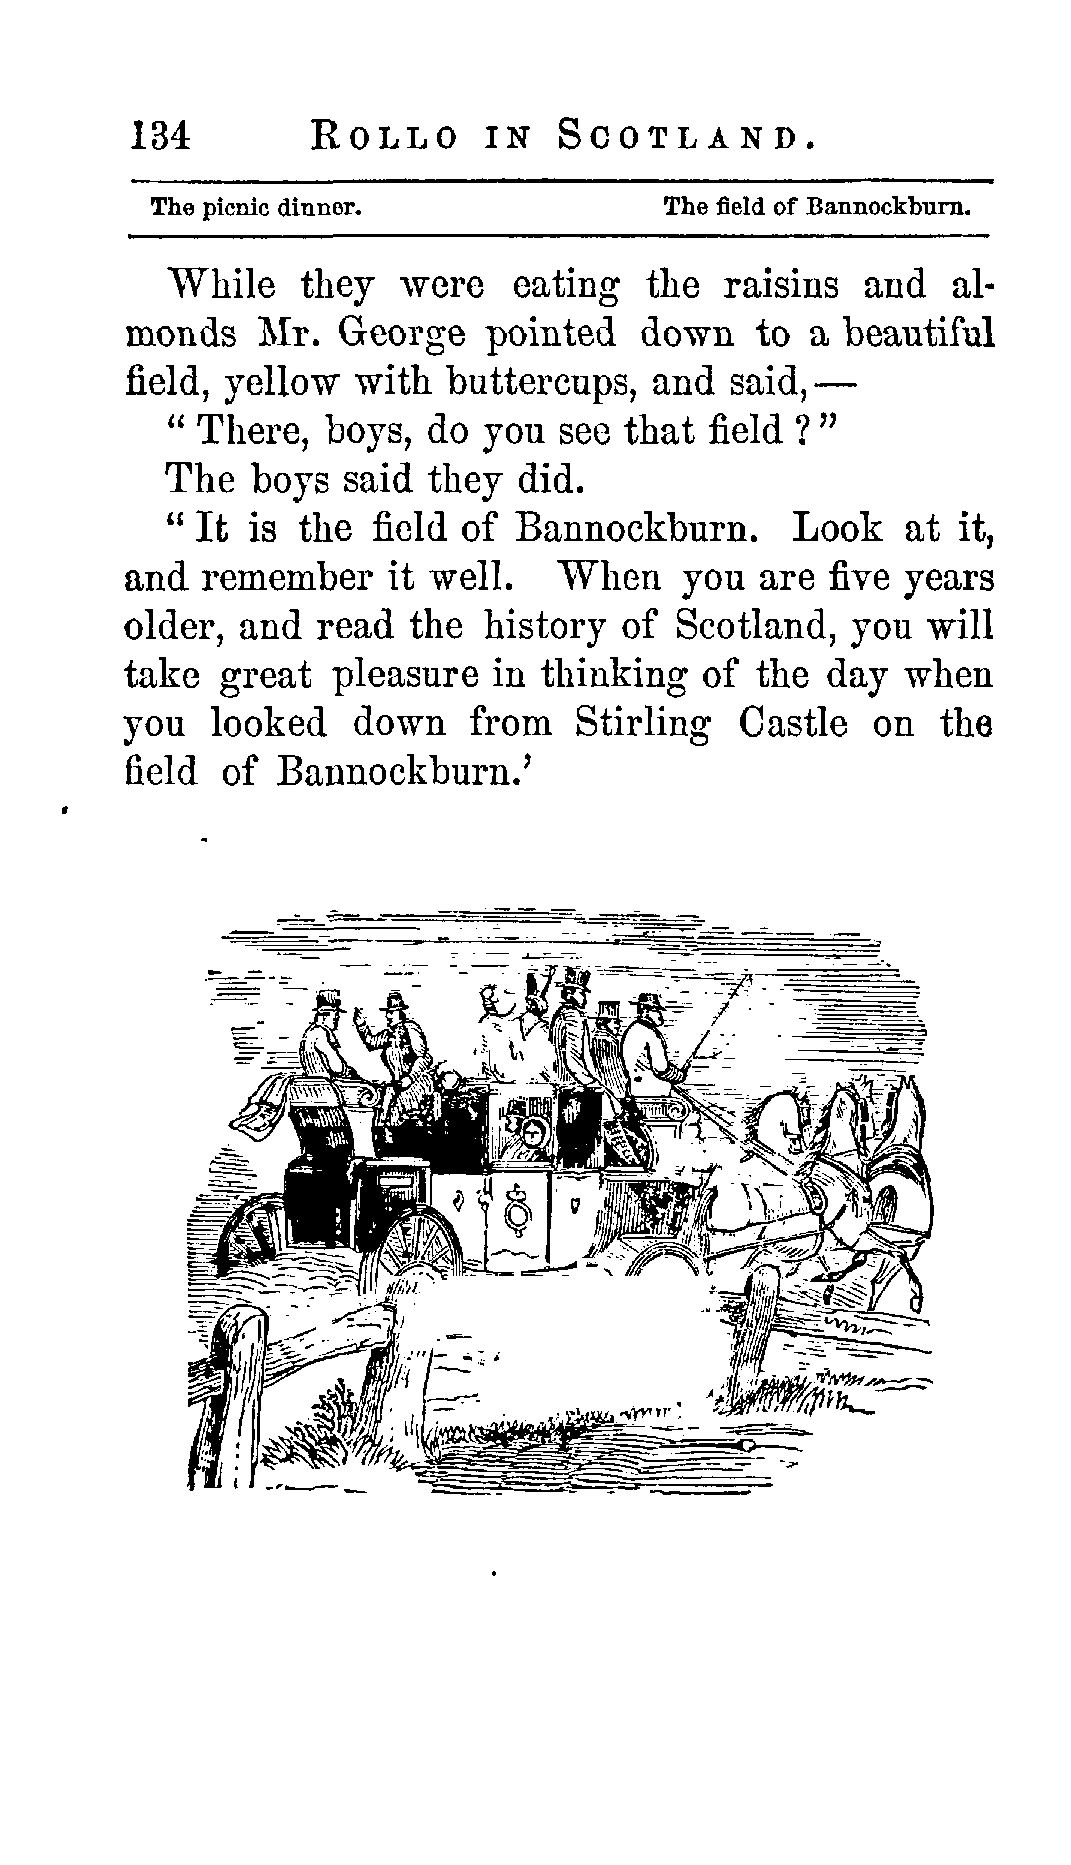 134 ROLLO IN SCOTLAND.
The picnic dinner. The field of Bannockburn.
While they were eating the raisins and al-
monds Mr. George pointed down to a beautiful
field, yellow with buttercups, and said,—
“There, boys, do you see that field?”
The boys said they did.
“It is the field of Bannockburn. Look at it,
and remember it well. When you are five years
older, and read the history of Scotland, you will
take great pleasure in thinking of the day when
you looked down from Stirling Castle on the
field of Bannockburn.’